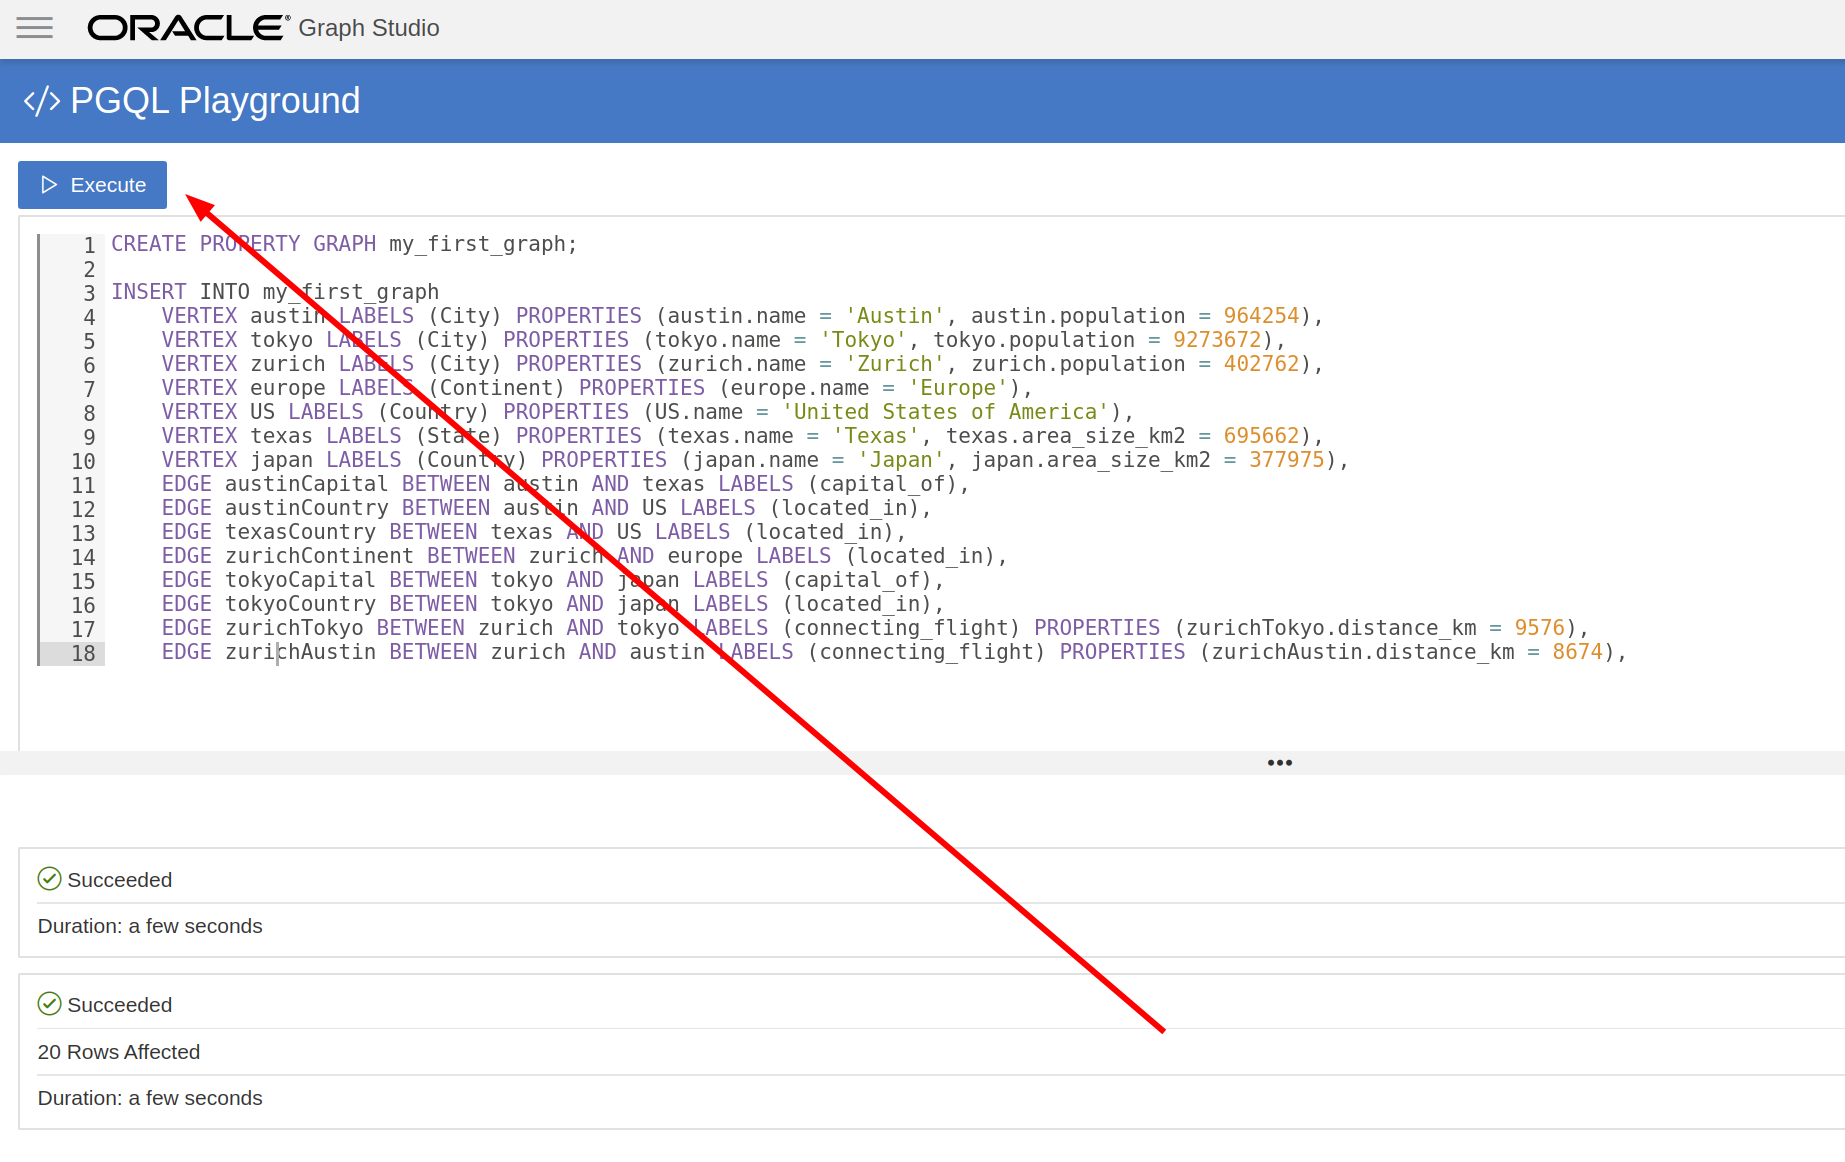 ORACLE® Graph Studio
</> PGQL Playground
Execute
1 CREATE PROPERTY GRAPH my_first_graph;
2
3 INSERT INTO my_first_graph
4 VERTEX austin LABELS (City) PROPERTIES (austin.name = 'Austin', austin.population = 964254),
5 VERTEX tokyo LABELS (City) PROPERTIES (tokyo.name = 'Tokyo', tokyo.population = 9273672),
6 VERTEX zurich LABELS (City) PROPERTIES (zurich.name = 'Zurich', zurich.population = 402762),
7 VERTEX europe LABELS (Continent) PROPERTIES (europe.name = 'Europe'),
8 VERTEX US LABELS (Country) PROPERTIES (US.name = 'United States of America'),
9 VERTEX texas LABELS (State) PROPERTIES (texas.name = 'Texas', texas.area_size_km2 = 695662),
10 VERTEX japan LABELS (Country) PROPERTIES (japan.name = 'Japan', japan.area_size_km2 = 377975),
11 EDGE austinCapital BETWEEN austin AND texas LABELS (capital_of),
12 EDGE austinCountry BETWEEN austin AND US LABELS (located_in),
13 EDGE texasCountry BETWEEN texas AND US LABELS (located_in),
14 EDGE zurichContinent BETWEEN zurich AND europe LABELS (located_in),
15 EDGE tokyoCapital BETWEEN tokyo AND japan LABELS (capital_of),
16 EDGE tokyoCountry BETWEEN tokyo AND japan LABELS (located_in),
17 EDGE zurichTokyo BETWEEN zurich AND tokyo LABELS (connecting_flight) PROPERTIES (zurichTokyo.distance_km = 9576),
18 EDGE zurichAustin BETWEEN zurich AND austin LABELS (connecting_flight) PROPERTIES (zurichAustin.distance_km = 8674),
Succeeded
Duration: a few seconds
Succeeded
20 Rows Affected
Duration: a few seconds